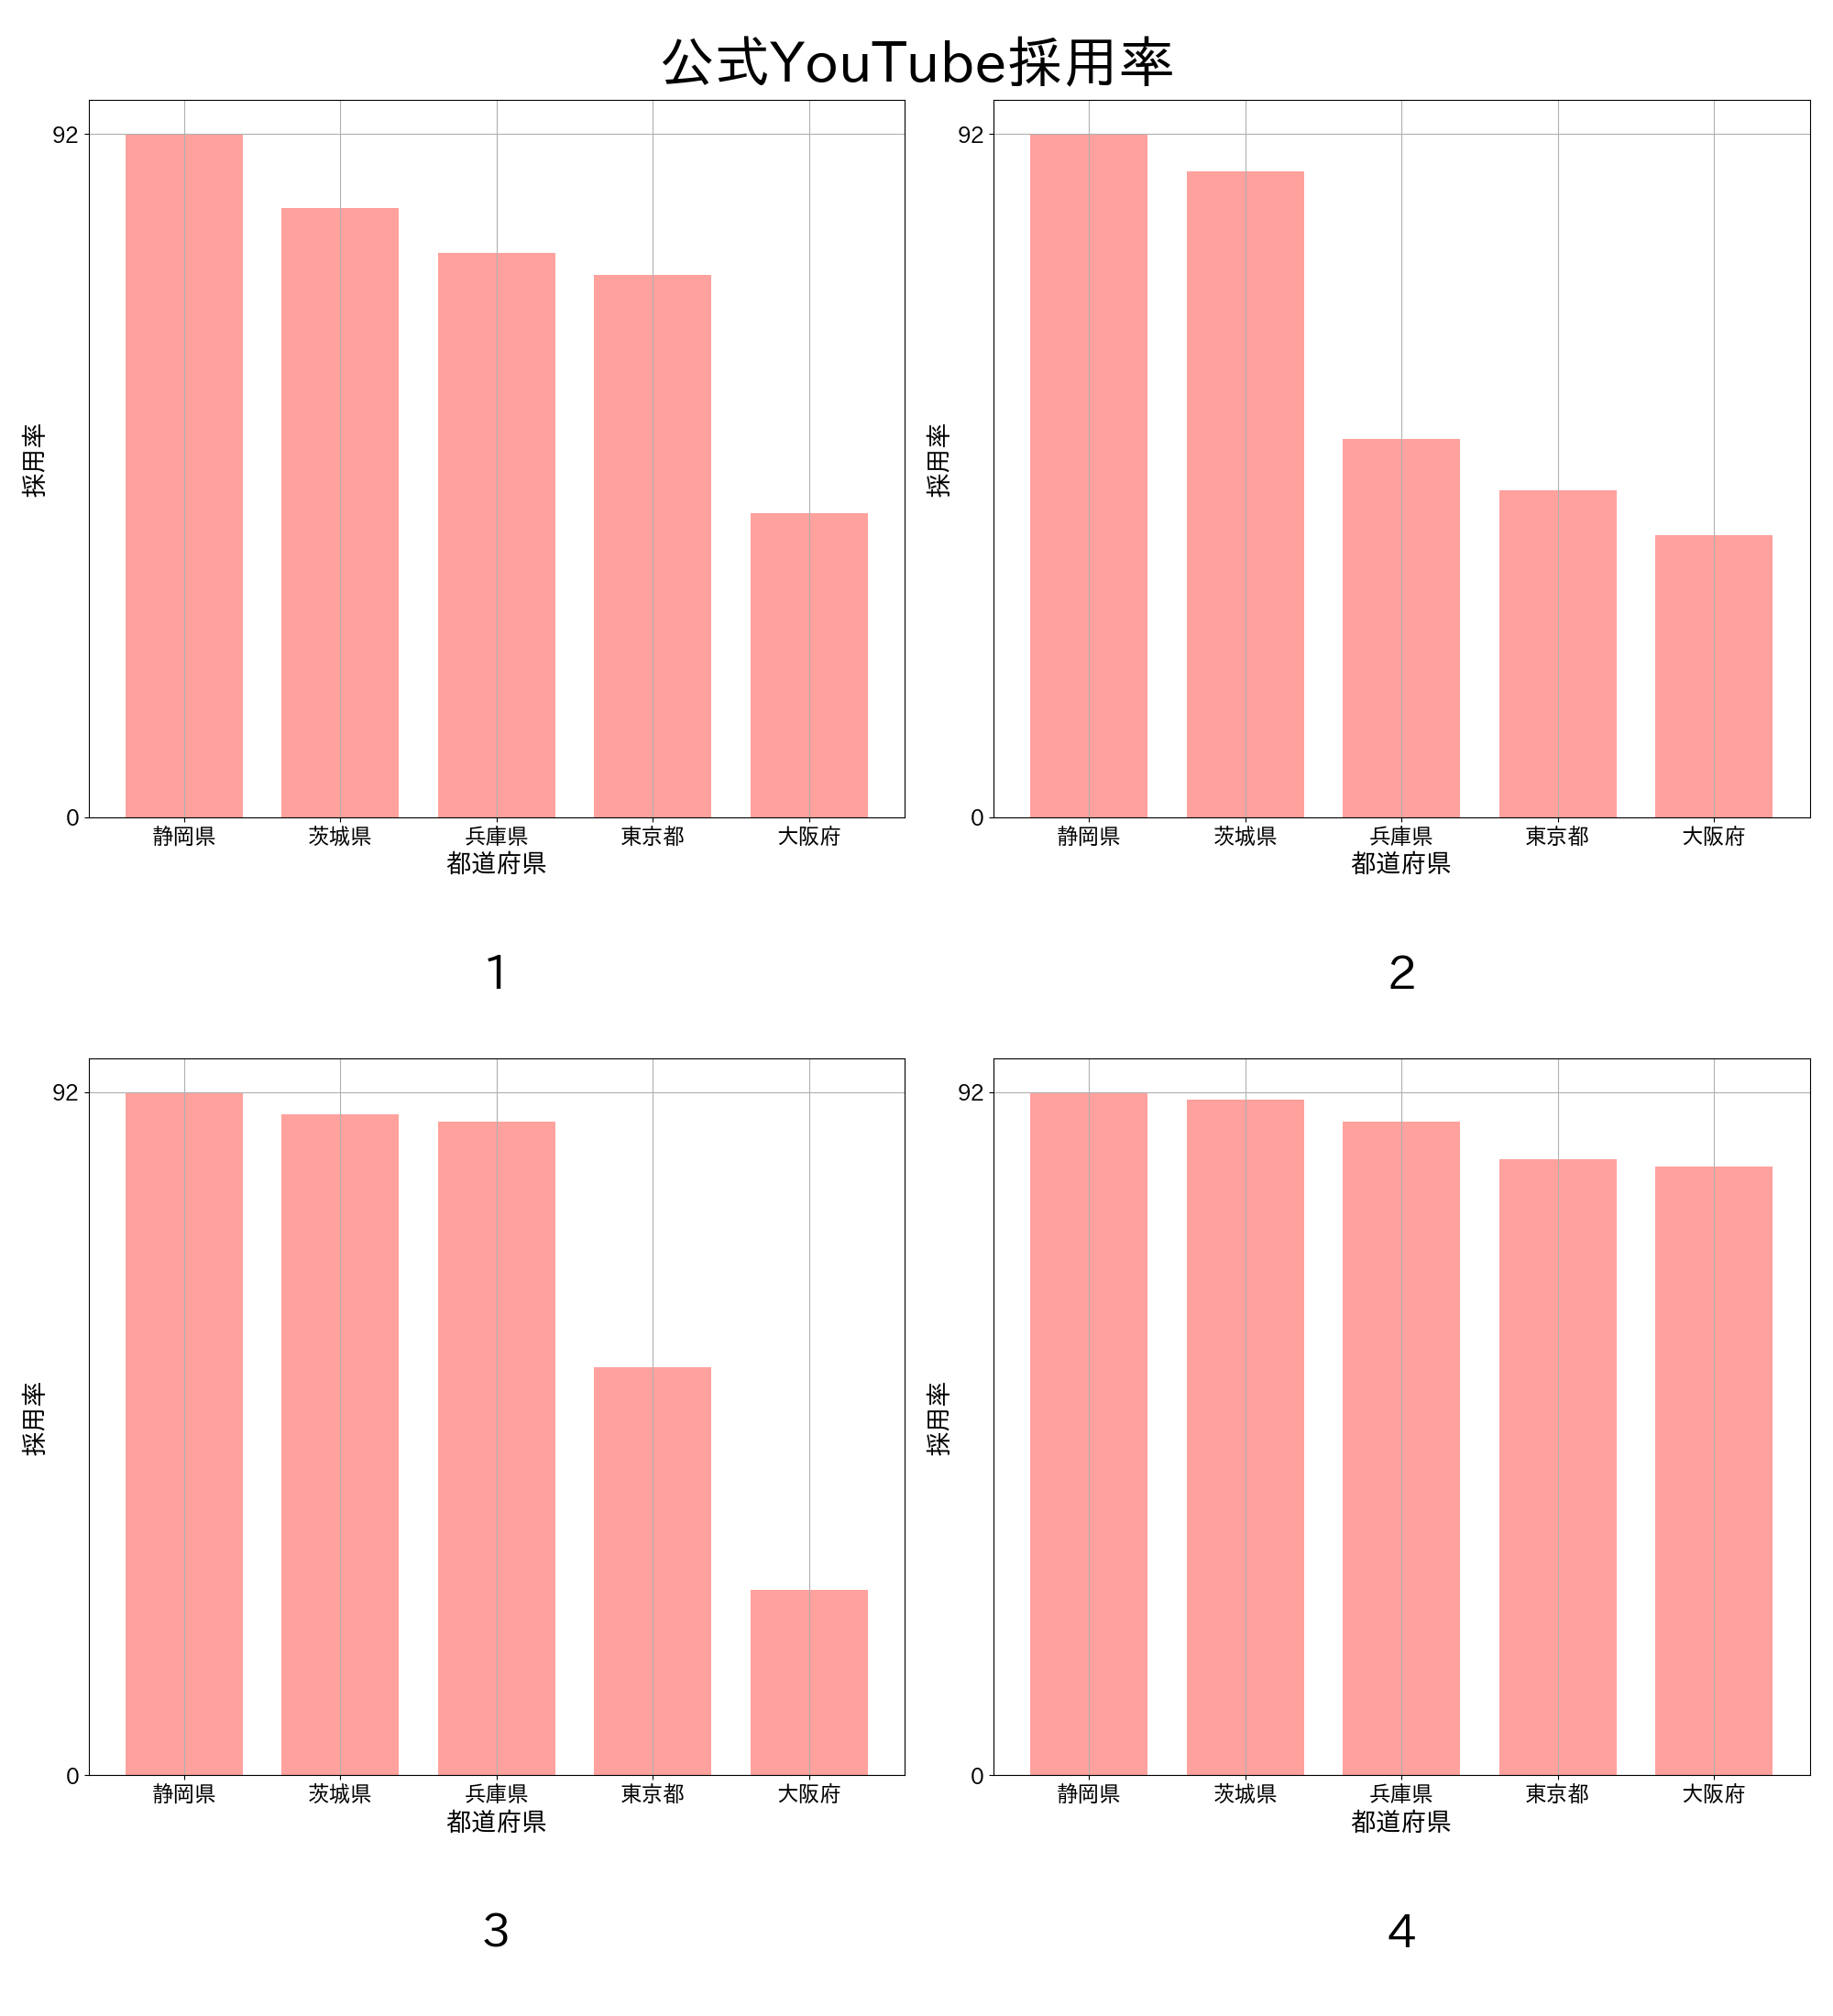 公式YouTube採用率
92
0
採用率
静岡県 茨城県 兵庫県 東京都 大阪府
都道府県
1
92
0
採用率
静岡県 茨城県 兵庫県 東京都 大阪府
都道府県
2
92
0
採用率
静岡県 茨城県 兵庫県 東京都 大阪府
都道府県
3
92
0
採用率
静岡県 茨城県 兵庫県 東京都 大阪府
都道府県
4